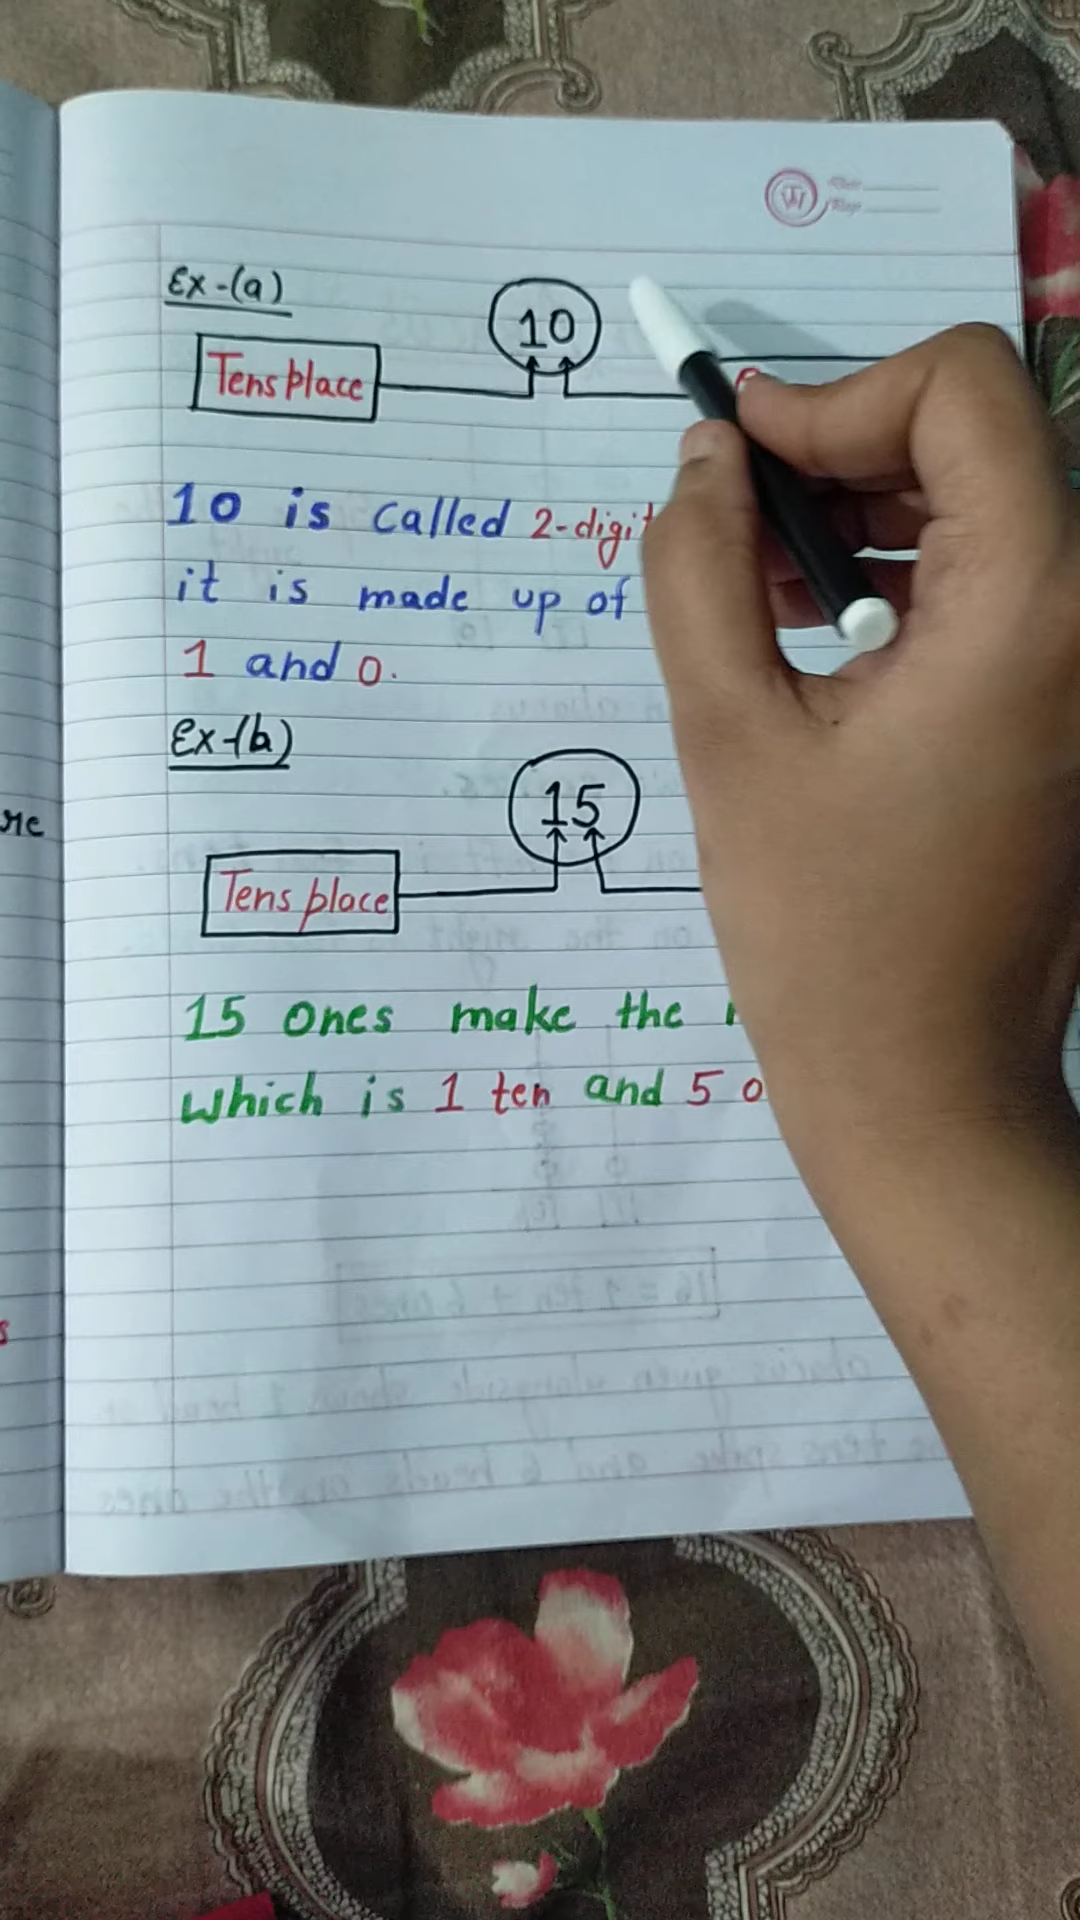 Ex-(a)
10
Tens place
10 is called 2-digit
it is made up of
1 and 0.
Ex-(b)
15
Tens place
15 ones make the
which is 1 ten and 5 o